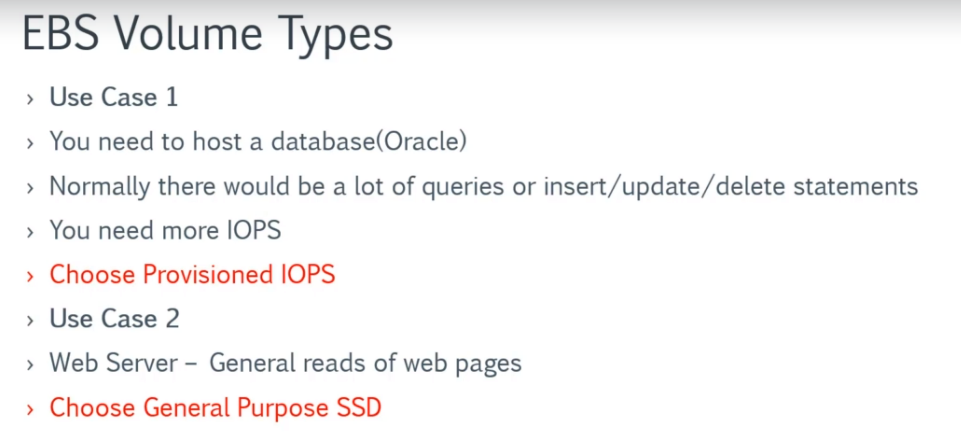 EBS Volume Types
› Use Case 1
› You need to host a database(Oracle)
› Normally there would be a lot of queries or insert/update/delete statements
› You need more IOPS
› Choose Provisioned IOPS
› Use Case 2
› Web Server – General reads of web pages
› Choose General Purpose SSD